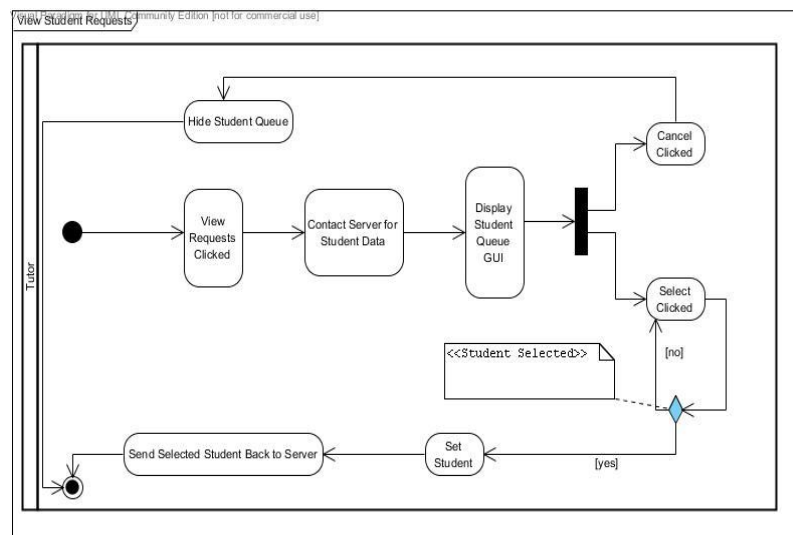 Visual Paradigm for UML Community Edition [not for commercial use]
View Student Requests
Tutor
Hide Student Queue
Cancel
Clicked
View
Requests
Clicked
Contact Server for
Student Data
Display
Student
Queue
GUI
Select
Clicked
<<Student Selected>>
[no]
Send Selected Student Back to Server
Set
Student
[yes]